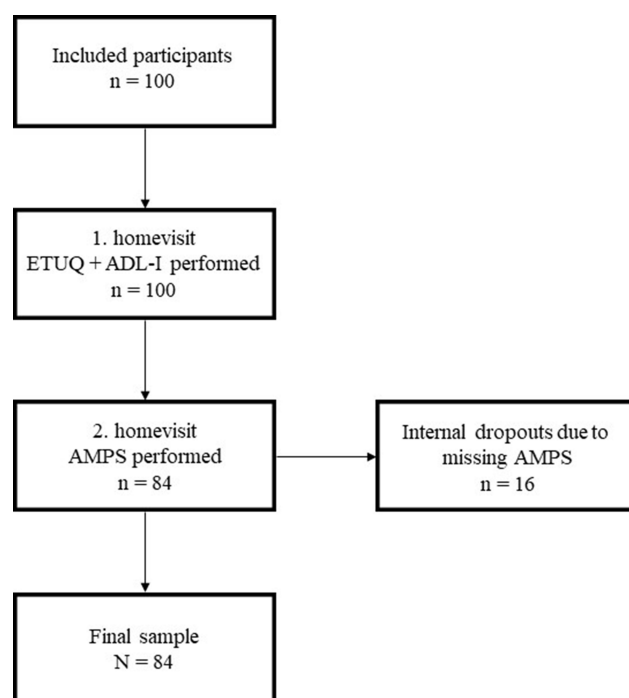 Included participants
n = 100
1. homevisit
ETUQ + ADL-I performed
n = 100
2. homevisit
AMPS performed
n = 84
Internal dropouts due to
missing AMPS
n = 16
Final sample
N = 84